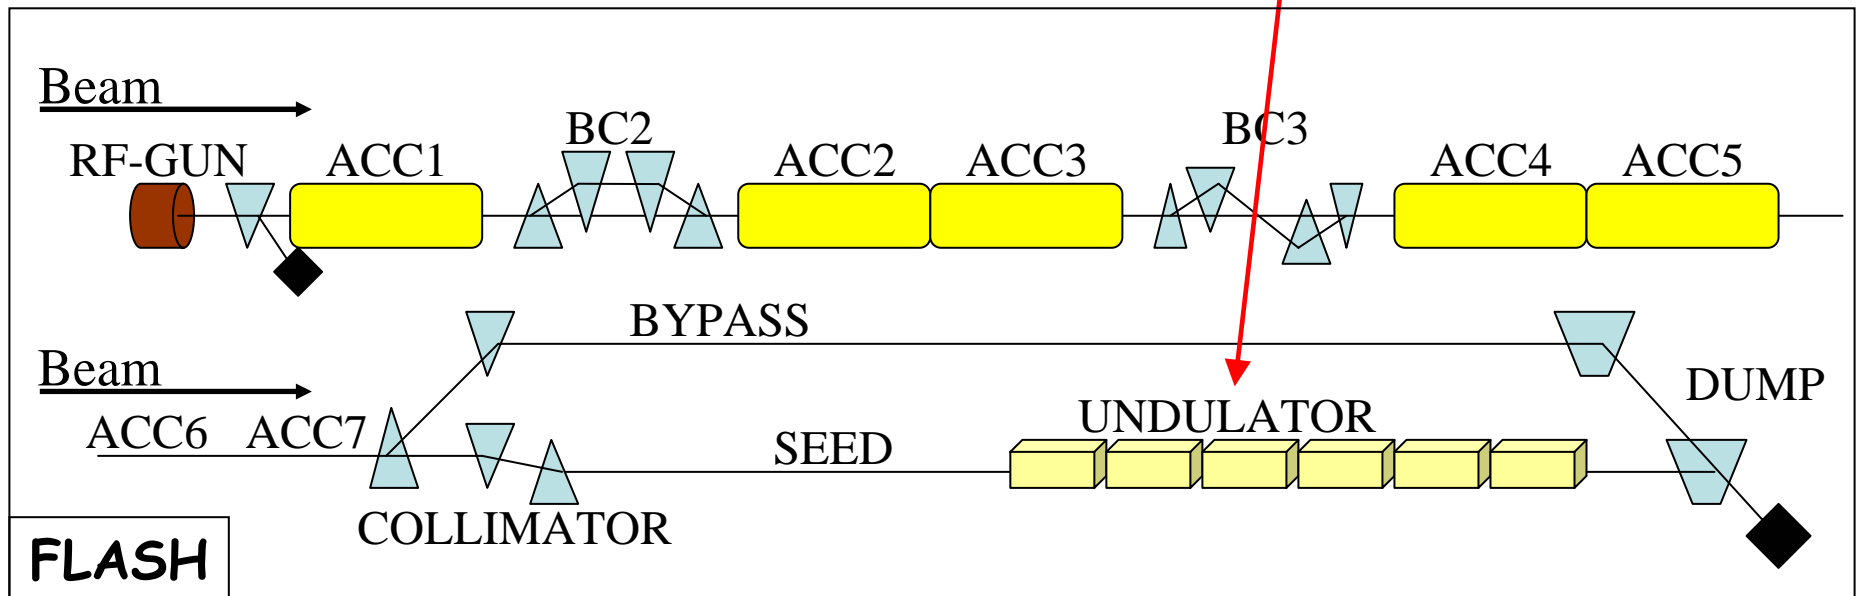 Beam
RF-GUN
ACC1
BC2
ACC2
ACC3
BC3
ACC4
ACC5
BYPASS
Beam
DUMP
ACC6
ACC7
SEED
UNDULATOR
COLLIMATOR
FLASH